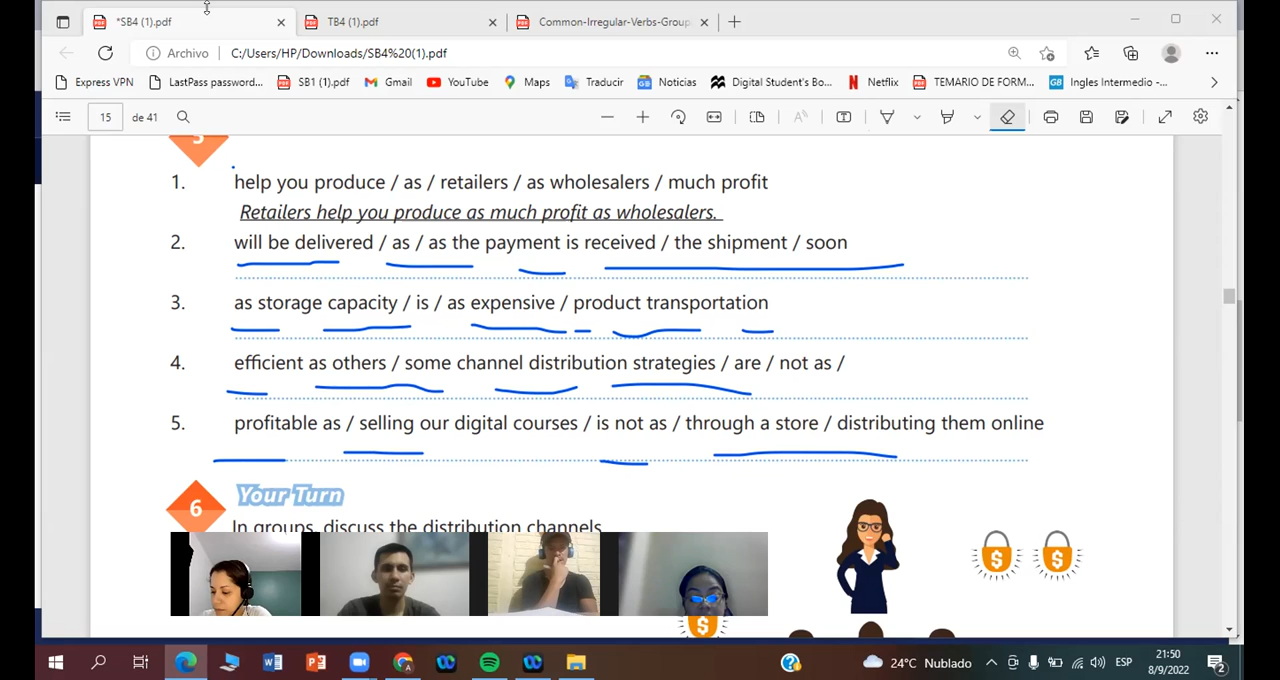 *SB4 (1).pdf
TB4 (1).pdf
Common-Irregular-Verbs-Group
Archivo
C:/Users/HP/Downloads/SB4%20(1).pdf
Express VPN
LastPass password...
SB1 (1).pdf
Gmail
YouTube
Maps
Traducir
Noticias
Digital Student's Bo...
Netflix
TEMARIO DE FORM...
GB
Ingles Intermedio -...
15
de 41
5
1. help you produce / as / retailers / as wholesalers / much profit
Retailers help you produce as much profit as wholesalers.
2. will be delivered / as / as the payment is received / the shipment / soon
3. as storage capacity / is / as expensive / product transportation
4. efficient as others / some channel distribution strategies / are / not as /
5. profitable as / selling our digital courses / is not as / through a store / distributing them online
6
Your Turn
In groups, discuss the distribution channels
$
$
$
24°C Nublado
ESP
21:50
8/9/2022
2